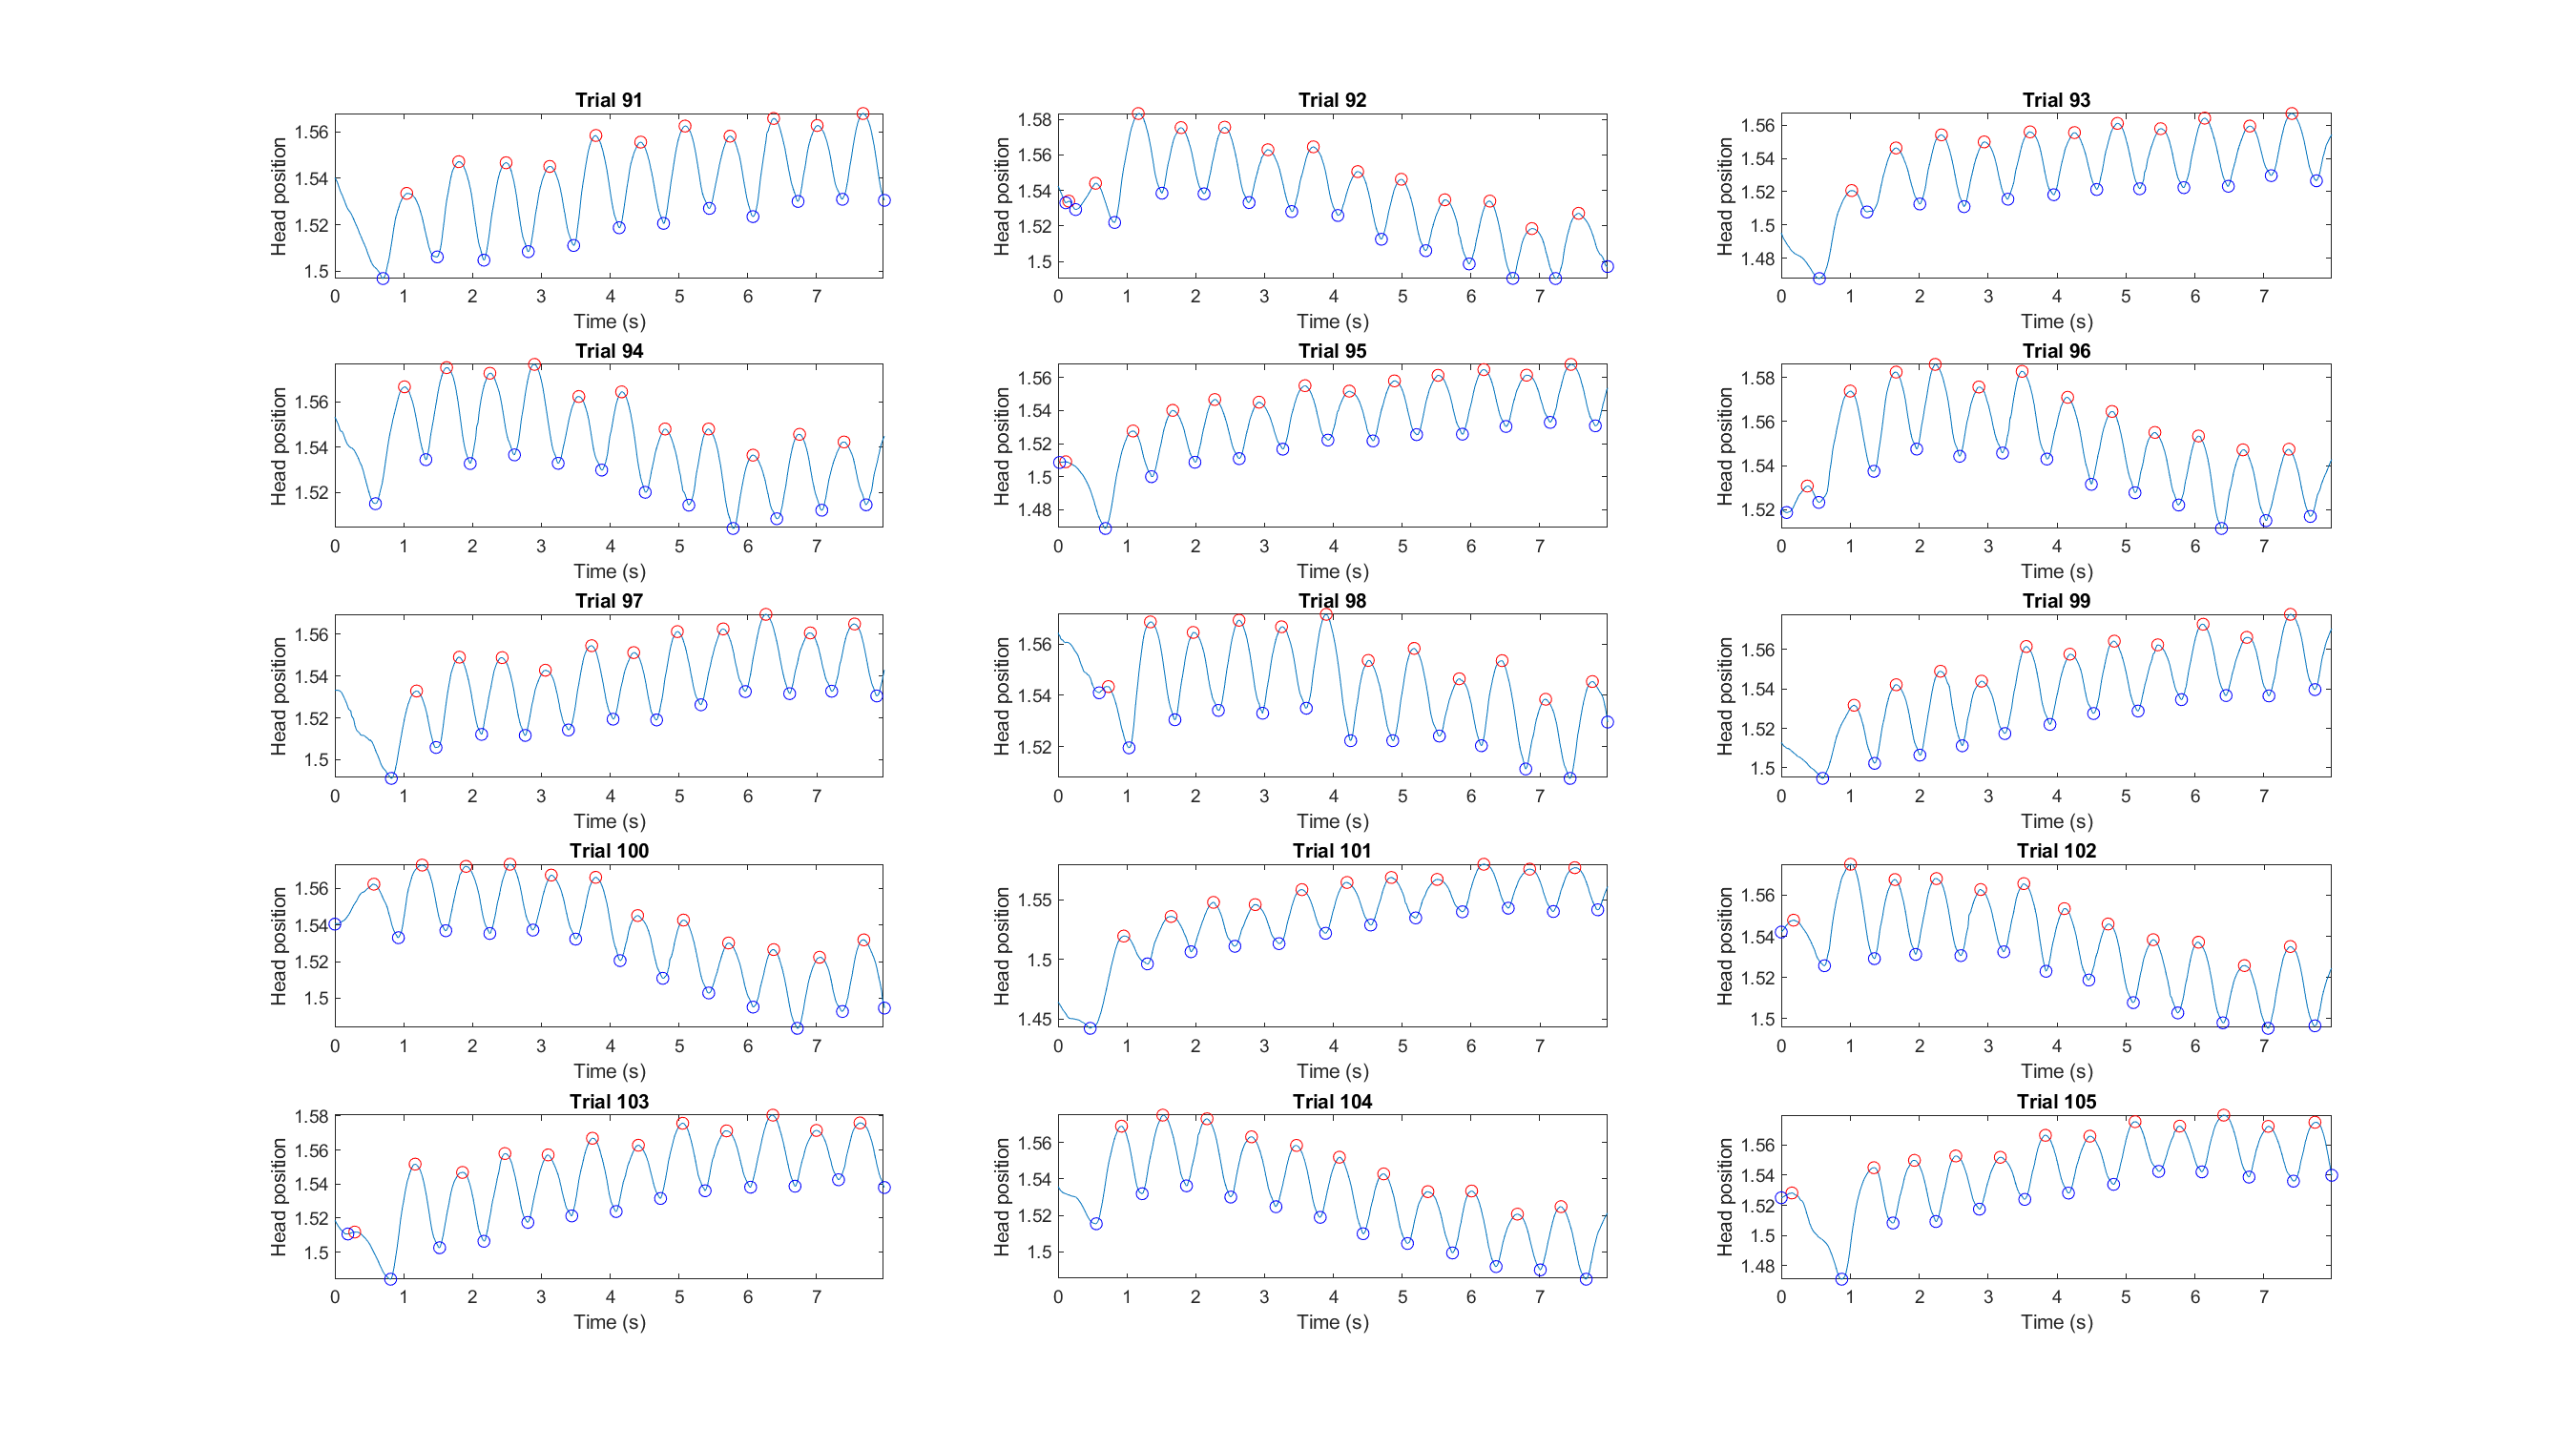 Trial 91
Head position
1.56
1.54
1.52
1.5
0 1 2 3 4 5 6 7
Time (s)
Trial 92
Head position
1.58
1.56
1.54
1.52
1.5
0 1 2 3 4 5 6 7
Time (s)
Trial 93
Head position
1.56
1.54
1.52
1.5
1.48
0 1 2 3 4 5 6 7
Time (s)
Trial 94
Head position
1.56
1.54
1.52
0 1 2 3 4 5 6 7
Time (s)
Trial 95
Head position
1.56
1.54
1.52
1.5
1.48
0 1 2 3 4 5 6 7
Time (s)
Trial 96
Head position
1.58
1.56
1.54
1.52
0 1 2 3 4 5 6 7
Time (s)
Trial 97
Head position
1.56
1.54
1.52
1.5
0 1 2 3 4 5 6 7
Time (s)
Trial 98
Head position
1.56
1.54
1.52
0 1 2 3 4 5 6 7
Time (s)
Trial 99
Head position
1.56
1.54
1.52
1.5
0 1 2 3 4 5 6 7
Time (s)
Trial 100
Head position
1.56
1.54
1.52
1.5
0 1 2 3 4 5 6 7
Time (s)
Trial 101
Head position
1.55
1.5
1.45
0 1 2 3 4 5 6 7
Time (s)
Trial 102
Head position
1.56
1.54
1.52
1.5
0 1 2 3 4 5 6 7
Time (s)
Trial 103
Head position
1.58
1.56
1.54
1.52
1.5
0 1 2 3 4 5 6 7
Time (s)
Trial 104
Head position
1.56
1.54
1.52
1.5
0 1 2 3 4 5 6 7
Time (s)
Trial 105
Head position
1.56
1.54
1.52
1.5
1.48
0 1 2 3 4 5 6 7
Time (s)